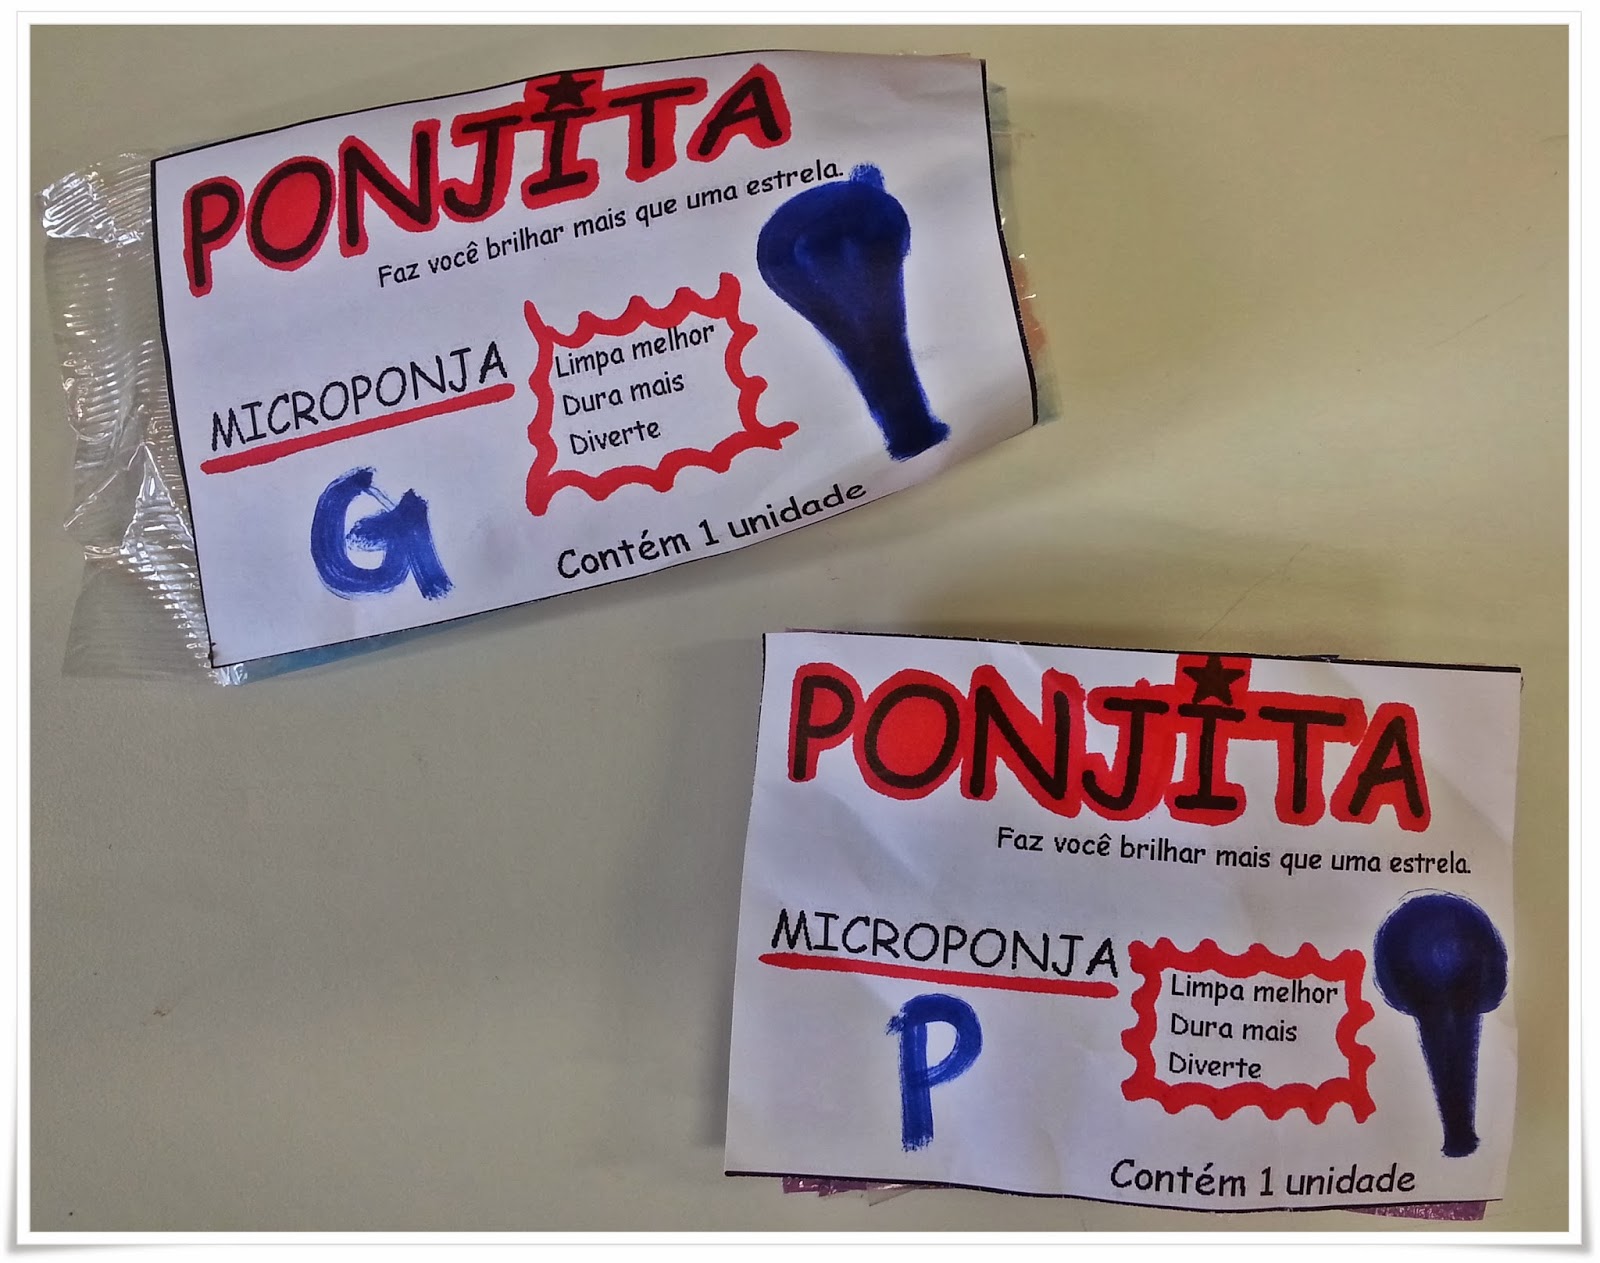 PONJITA
Faz você brilhar mais que uma estrela.
MICROPONJA
Limpa melhor
Dura mais
Diverte
G
Contém 1 unidade
PONJITA
Faz você brilhar mais que uma estrela.
MICROPONJA
Limpa melhor
Dura mais
Diverte
P
Contém 1 unidade